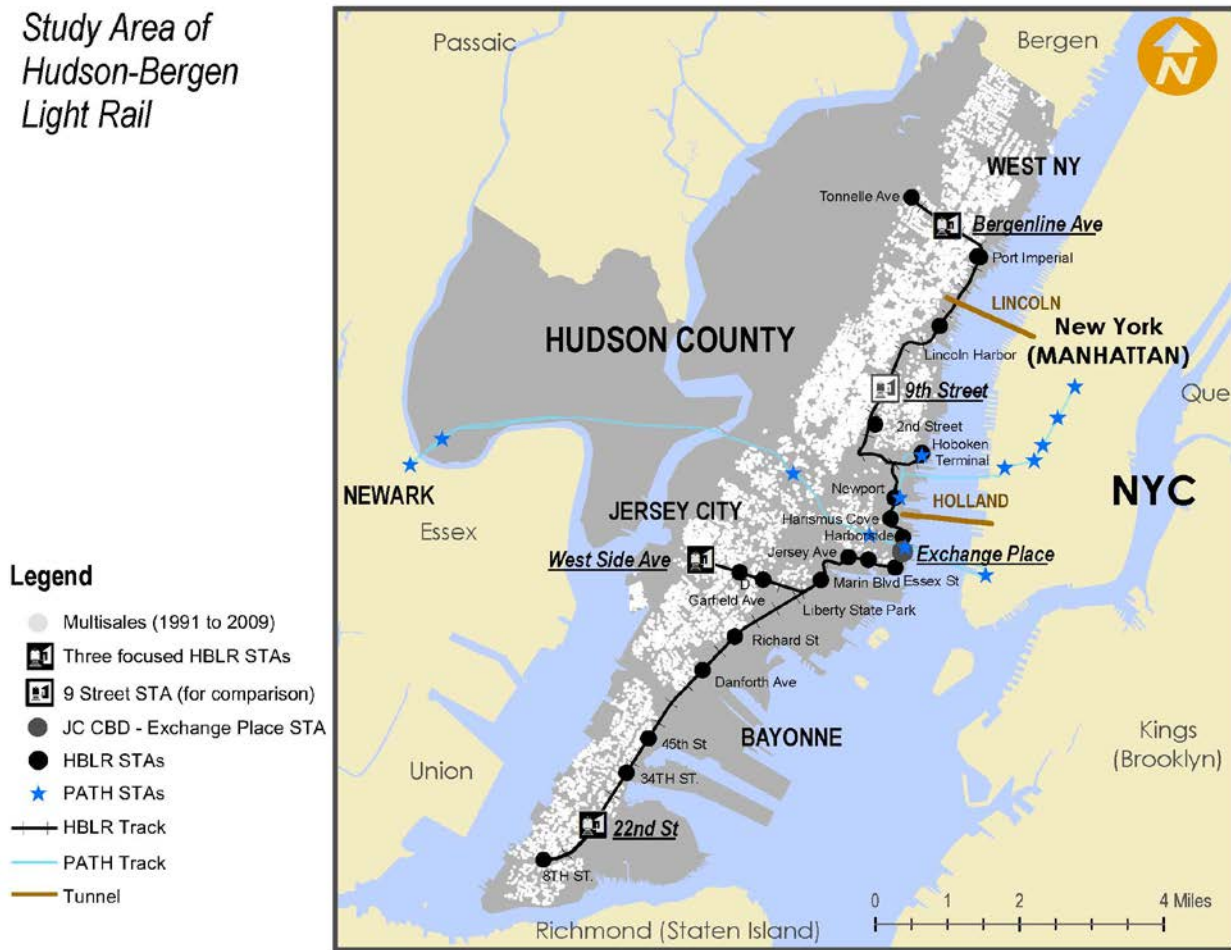 Study Area of
Hudson-Bergen
Light Rail
Passaic
Bergen
N
WEST NY
Tonnelle Ave
Bergenline Ave
Port Imperial
LINCOLN
New York
(MANHATTAN)
HUDSON COUNTY
Lincoln Harbor
Que
9th Street
2nd Street
Hoboken
Terminal
NEWARK
Newport
NYC
HOLLAND
JERSEY CITY
Harismus Cove
Essex
Harborside
West Side Ave
Jersey Ave
Exchange Place
Marin Blvd
Essex St
Garfield Ave
Liberty State Park
Richard St
Danforth Ave
45th St
BAYONNE
Kings
(Brooklyn)
Union
34TH ST.
22nd St
8TH ST.
Richmond (Staten Island)
0 1 2 4 Miles
Legend
Multisales (1991 to 2009)
Three focused HBLR STAs
9 Street STA (for comparison)
JC CBD - Exchange Place STA
HBLR STAs
PATH STAs
HBLR Track
PATH Track
Tunnel